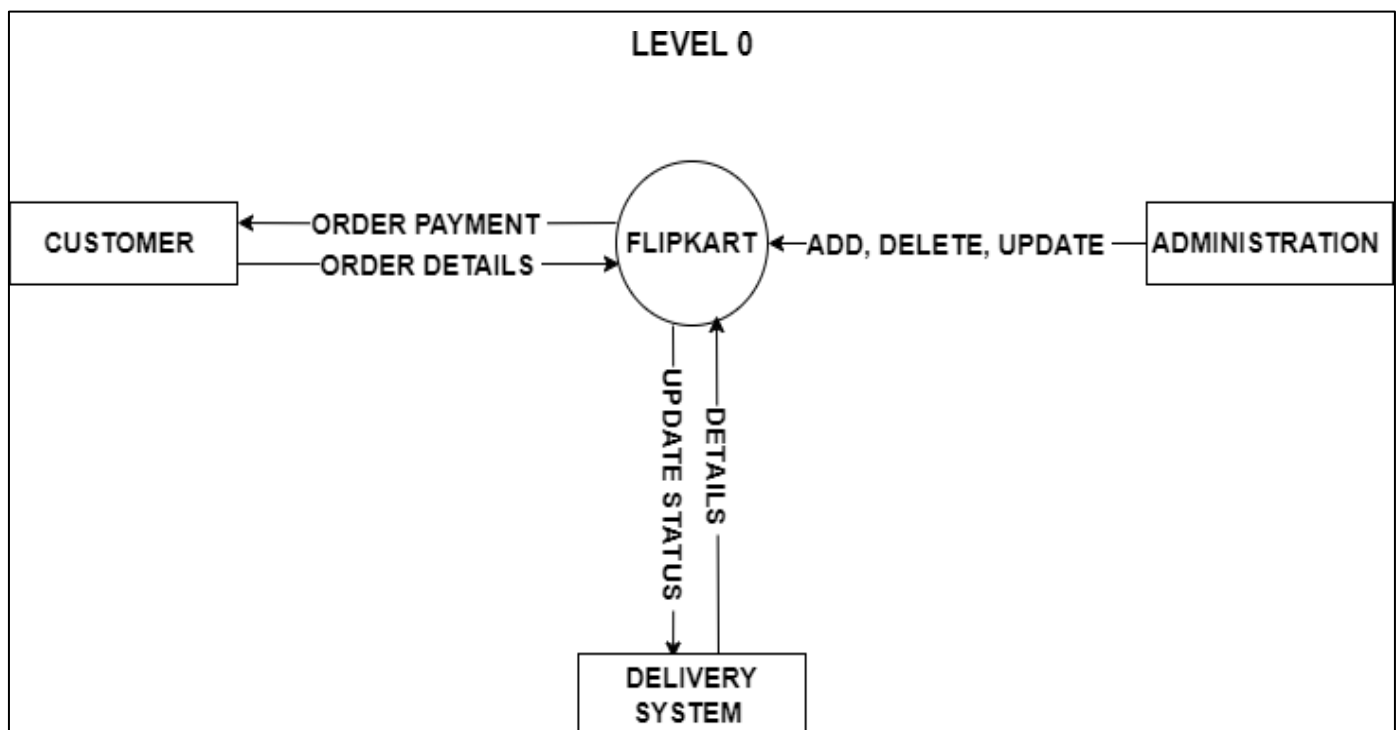 LEVEL 0
ORDER PAYMENT
CUSTOMER
FLIPKART
ADD, DELETE, UPDATE
ADMINISTRATION
ORDER DETAILS
UPDATE STATUS
DETAILS
DELIVERY
SYSTEM